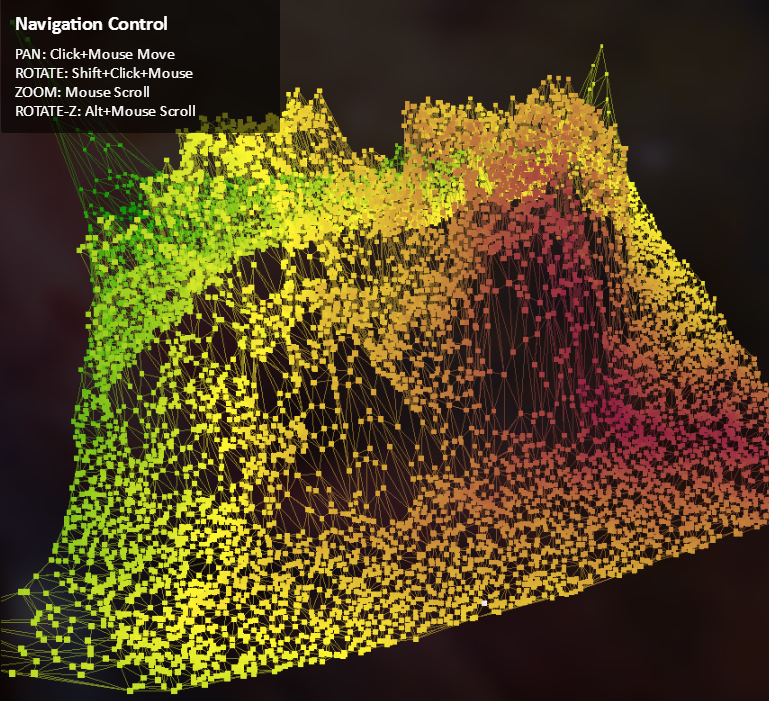 Navigation Control
PAN: Click+Mouse Move
ROTATE: Shift+Click+Mouse
ZOOM: Mouse Scroll
ROTATE-Z: Alt+Mouse Scroll